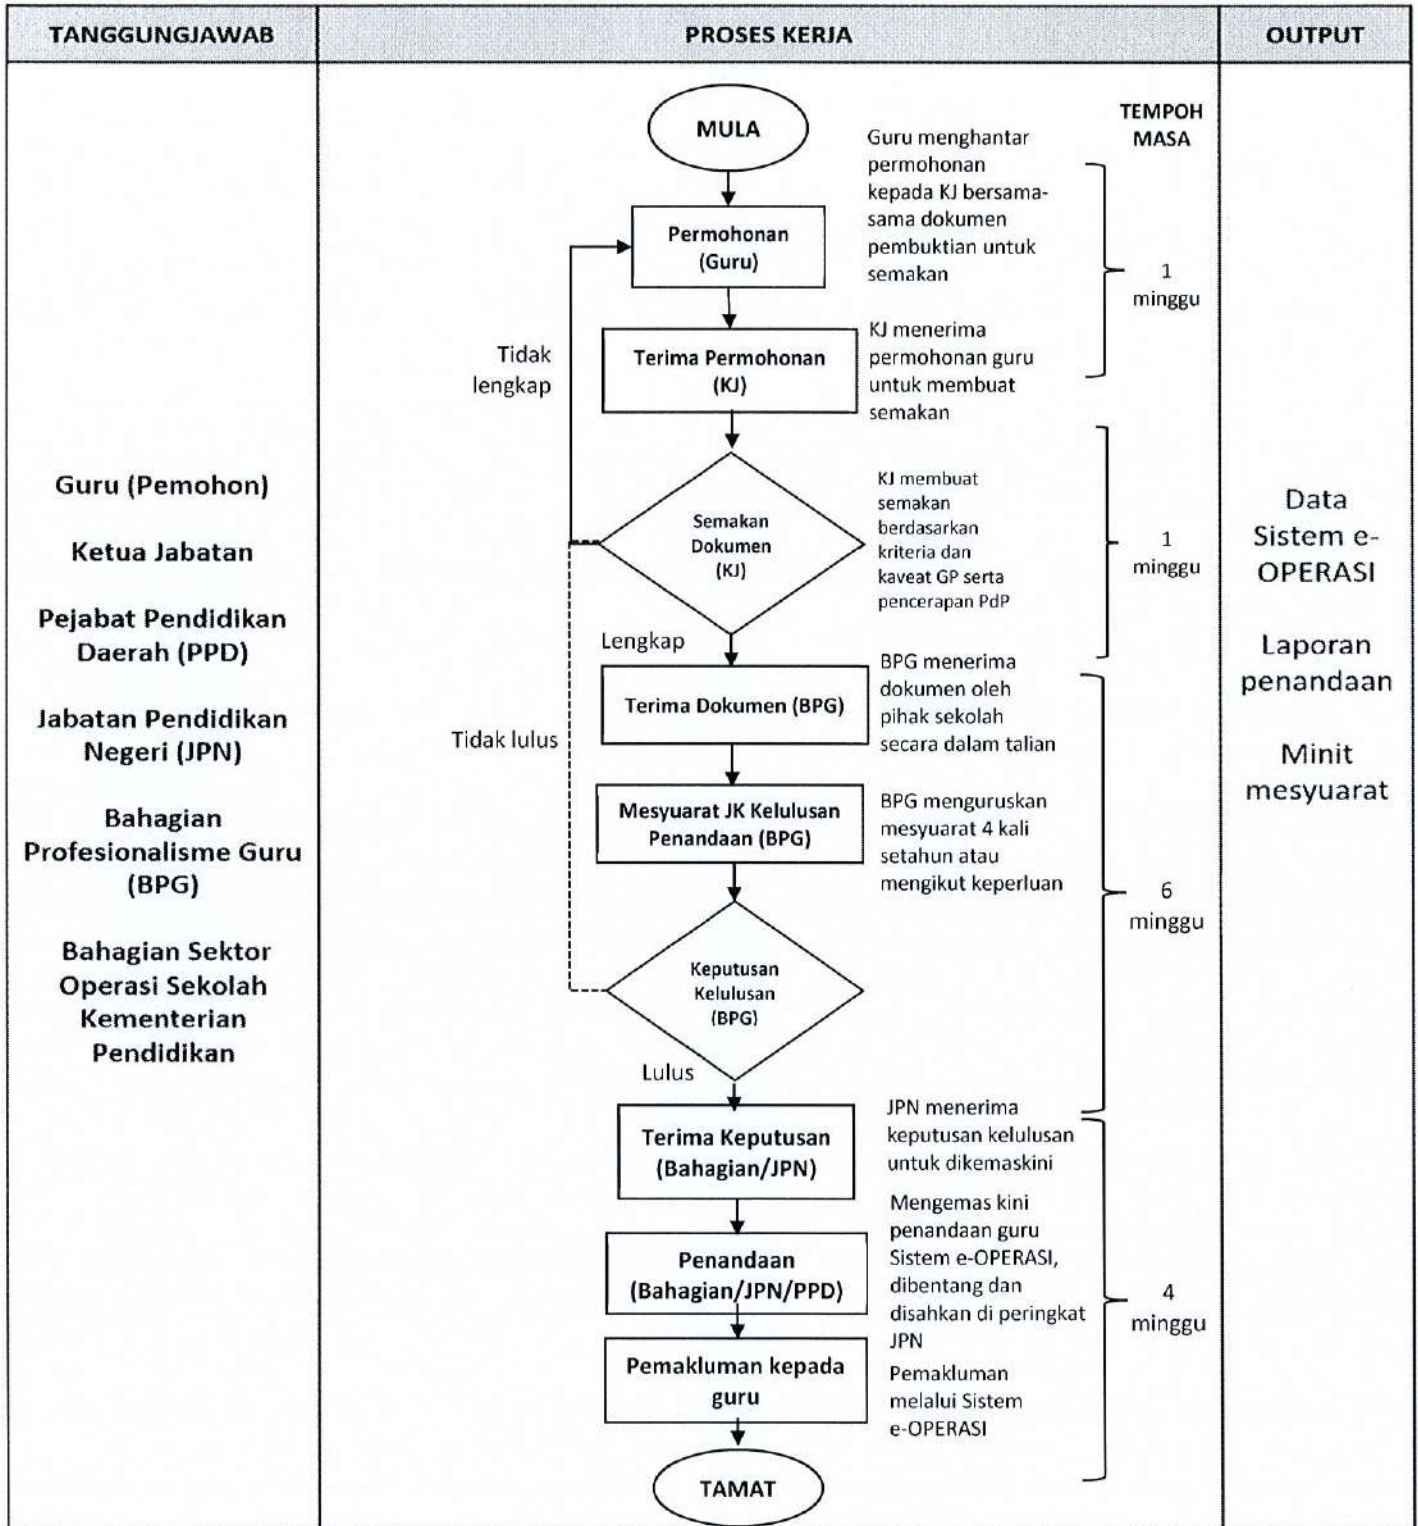 TANGGUNGJAWAB
PROSES KERJA
OUTPUT
Guru (Pemohon)
Ketua Jabatan
Pejabat Pendidikan
Daerah (PPD)
Jabatan Pendidikan
Negeri (JPN)
Bahagian
Profesionalisme Guru
(BPG)
Bahagian Sektor
Operasi Sekolah
Kementerian
Pendidikan
MULA
TEMPOH
MASA
Guru menghantar
permohonan
kepada KJ bersama-
sama dokumen
pembuktian untuk
semakan
Permohonan
(Guru)
1
minggu
Terima Permohonan
(KJ)
KJ menerima
permohonan guru
untuk membuat
semakan
Tidak
lengkap
Semakan
Dokumen
(KJ)
KJ membuat
semakan
berdasarkan
kriteria dan
kaveat GP serta
pencerapan PdP
1
minggu
Lengkap
Terima Dokumen (BPG)
BPG menerima
dokumen oleh
pihak sekolah
secara dalam talian
Tidak lulus
Mesyuarat JK Kelulusan
Penandaan (BPG)
BPG menguruskan
mesyuarat 4 kali
setahun atau
mengikut keperluan
6
minggu
Keputusan
Kelulusan
(BPG)
Lulus
Terima Keputusan
(Bahagian/JPN)
JPN menerima
keputusan kelulusan
untuk dikemaskini
Penandaan
(Bahagian/JPN/PPD)
Mengemas kini
penandaan guru
Sistem e-OPERASI,
dibentang dan
disahkan di peringkat
JPN
4
minggu
Pemakluman kepada
guru
Pemakluman
melalui Sistem
e-OPERASI
TAMAT
Data
Sistem e-
OPERASI
Laporan
penandaan
Minit
mesyuarat